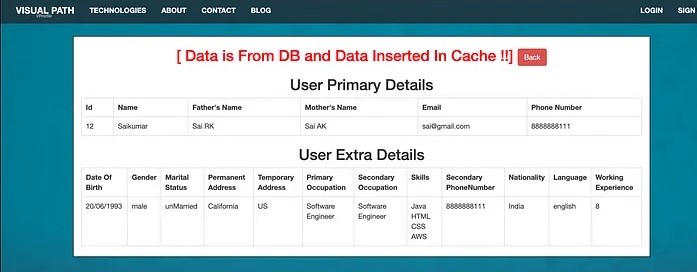 VISUAL PATH TECHNOLOGIES ABOUT CONTACT BLOG LOGIN SIGN
VProfile
[ Data is From DB and Data Inserted In Cache !!] Back
User Primary Details
Id Name Father's Name Mother's Name Email Phone Number
12 Saikumar Sai RK Sai AK sai@gmail.com 8888888111
User Extra Details
Date Of Gender Marital Permanent Temporary Primary Secondary Skills Secondary Nationality Language Working
Birth Status Address Address Occupation Occupation PhoneNumber Experience
20/06/1993 male unMarried California US Software Software Java 8888888111 India english 8
Engineer Engineer HTML
CSS
AWS